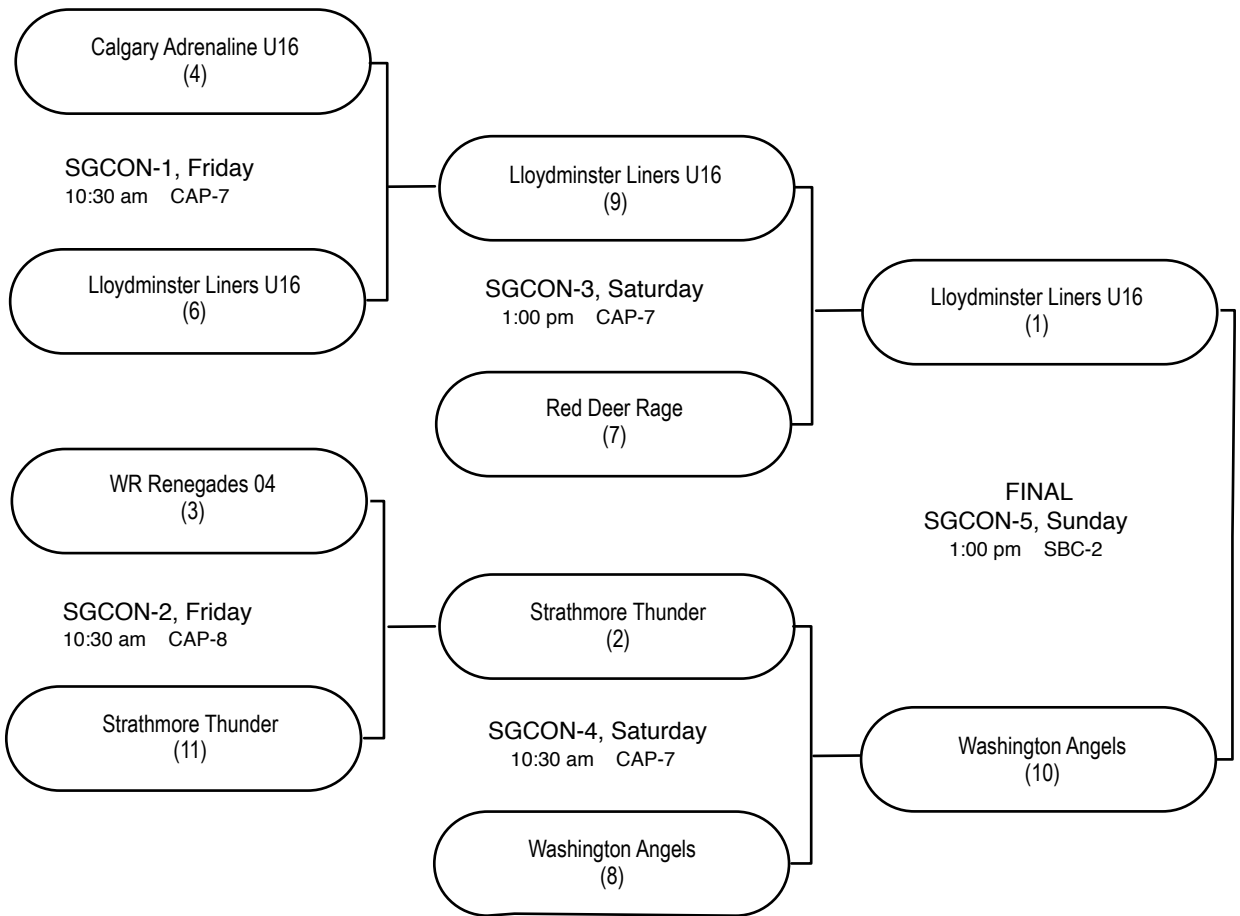 Calgary Adrenaline U16
(4)
SGCON-1, Friday
10:30 am CAP-7
Lloydminster Liners U16
(6)
Lloydminster Liners U16
(9)
SGCON-3, Saturday
1:00 pm CAP-7
Red Deer Rage
(7)
Lloydminster Liners U16
(1)
WR Renegades 04
(3)
SGCON-2, Friday
10:30 am CAP-8
Strathmore Thunder
(11)
Strathmore Thunder
(2)
SGCON-4, Saturday
10:30 am CAP-7
Washington Angels
(8)
FINAL
SGCON-5, Sunday
1:00 pm SBC-2
Washington Angels
(10)